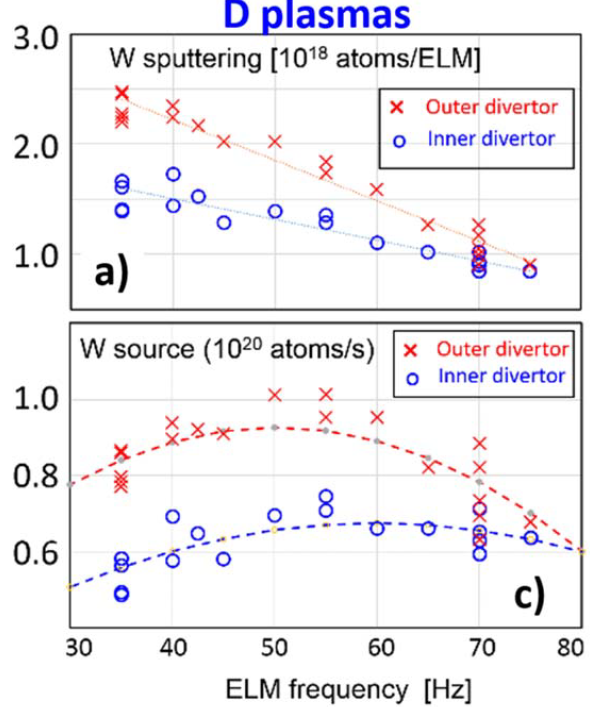 D plasmas
3.0
W sputtering [10¹⁸ atoms/ELM]
Outer divertor
Inner divertor
2.0
1.0
a)
W source (10²⁰ atoms/s)
Outer divertor
Inner divertor
1.0
0.8
0.6
c)
30 40 50 60 70 80
ELM frequency [Hz]